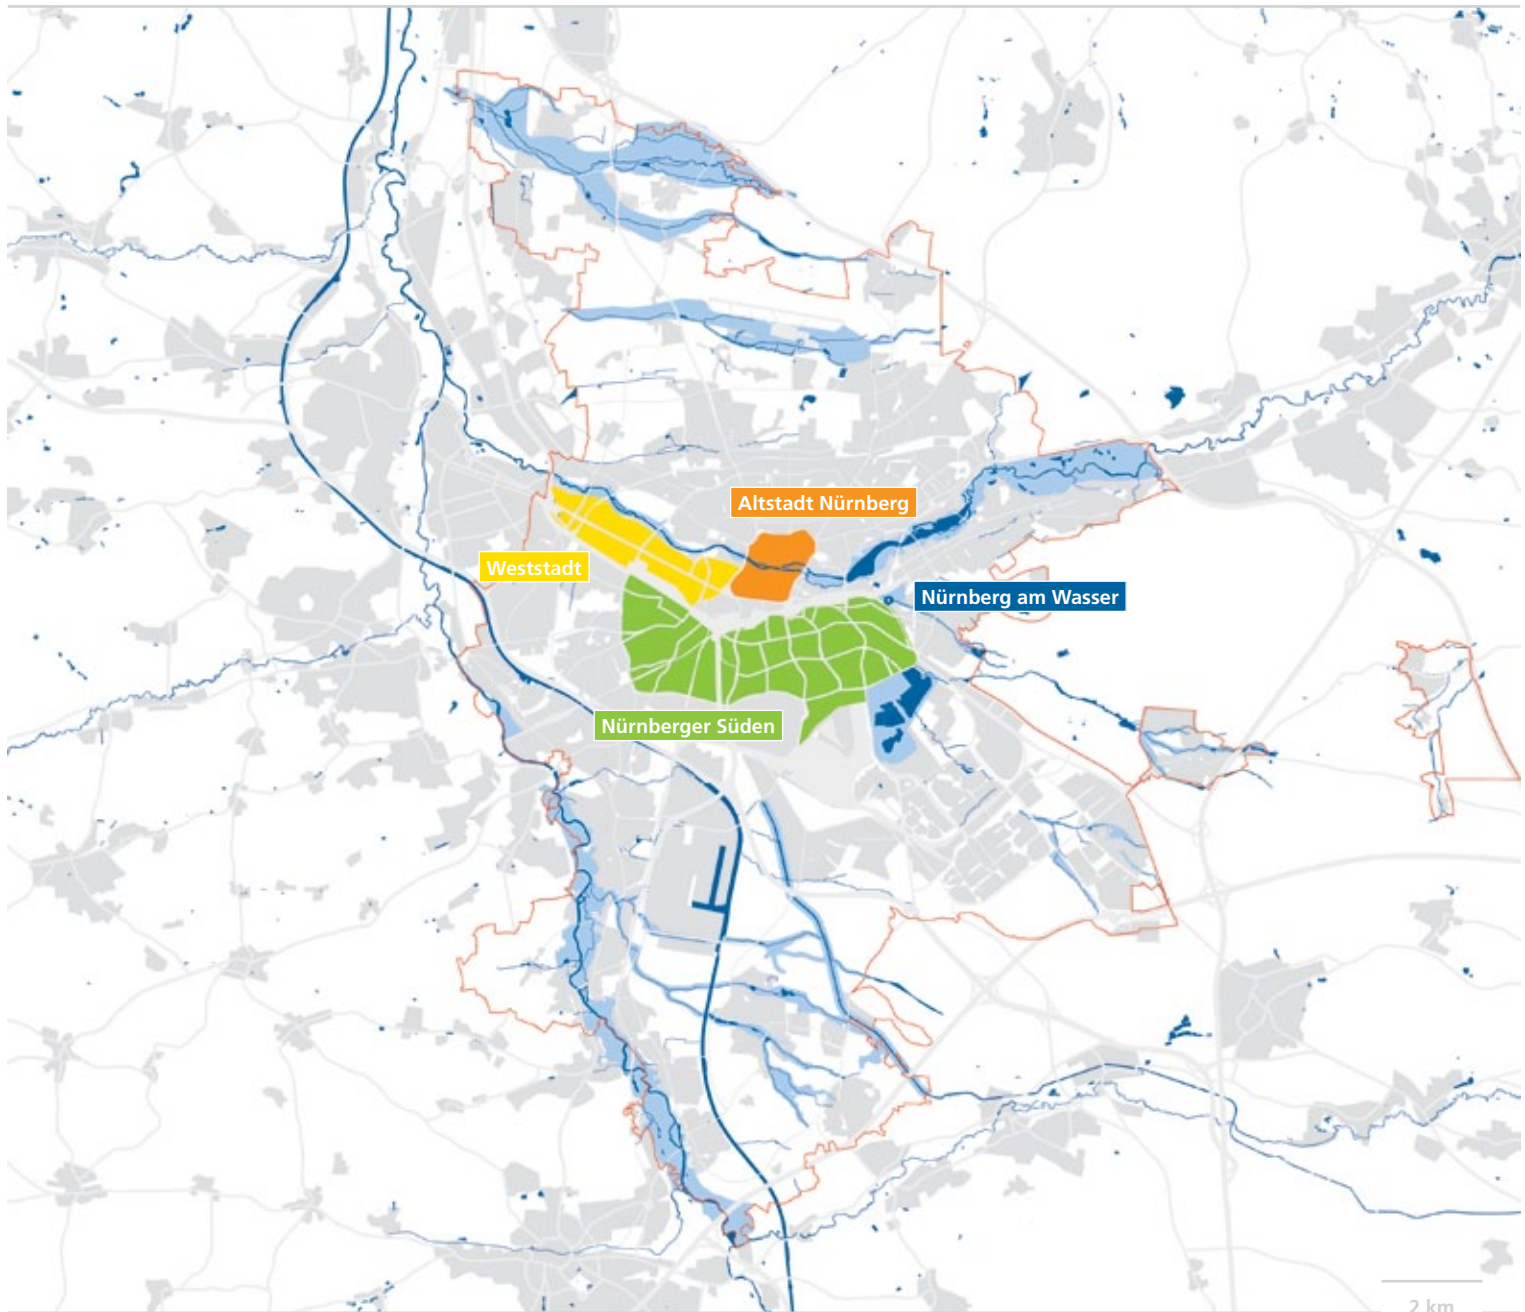 Altstadt Nürnberg
Weststadt
Nürnberg am Wasser
Nürnberger Süden
2 km